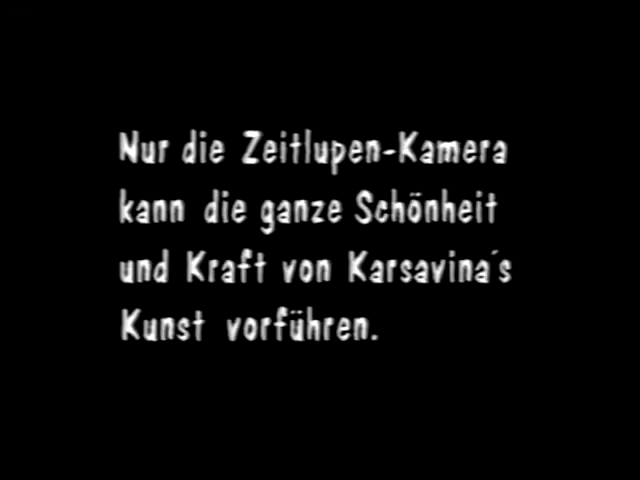 Nur die Zeitlupen-Kamera
kann die ganze Schönheit
und Kraft von Karsavina's
Kunst vorführen.